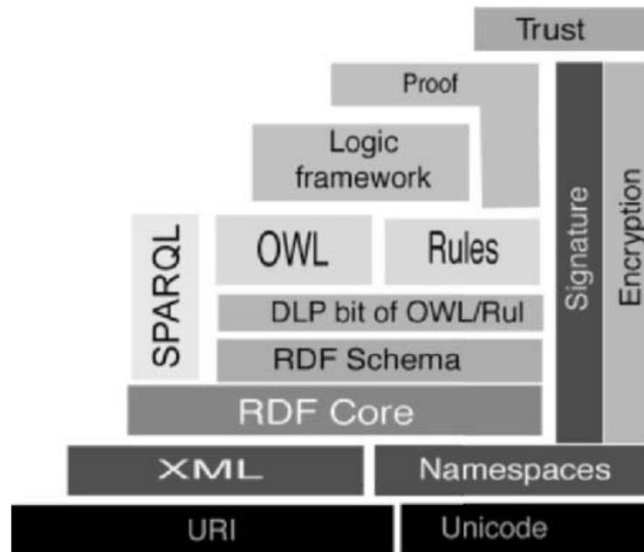 Trust
Proof
Logic
framework
SPARQL
OWL
Rules
Signature
Encryption
DLP bit of OWL/Rul
RDF Schema
RDF Core
XML
Namespaces
URI
Unicode